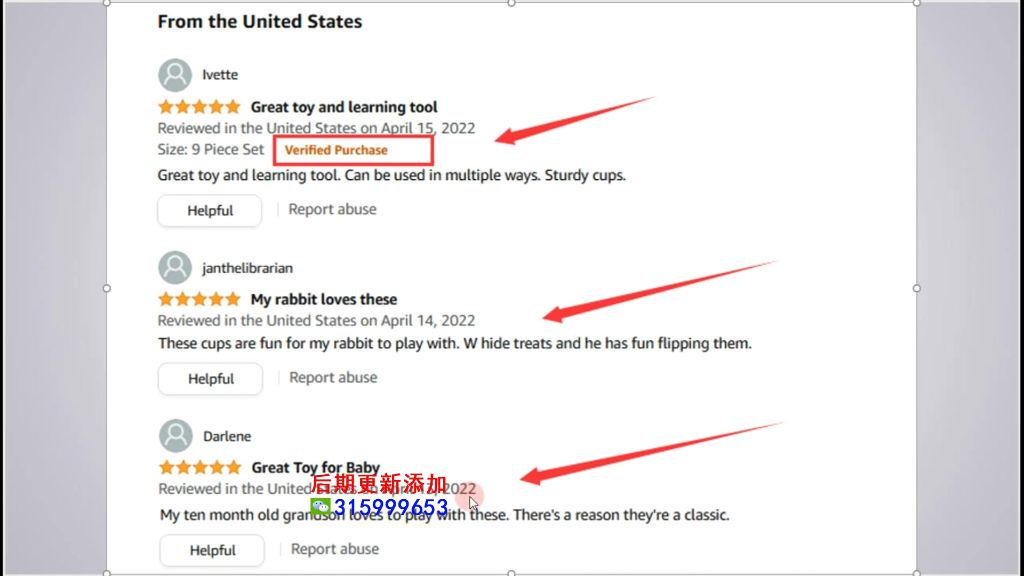 From the United States
Ivette
Great toy and learning tool
Reviewed in the United States on April 15, 2022
Size: 9 Piece Set Verified Purchase
Great toy and learning tool. Can be used in multiple ways. Sturdy cups.
Helpful Report abuse
janthelibrarian
My rabbit loves these
Reviewed in the United States on April 14, 2022
These cups are fun for my rabbit to play with. W hide treats and he has fun flipping them.
Helpful Report abuse
Darlene
Great Toy for Baby
后期更新添加
Reviewed in the United States on April 2022
315999653
My ten month old grandson loves to play with these. There's a reason they're a classic.
Helpful Report abuse